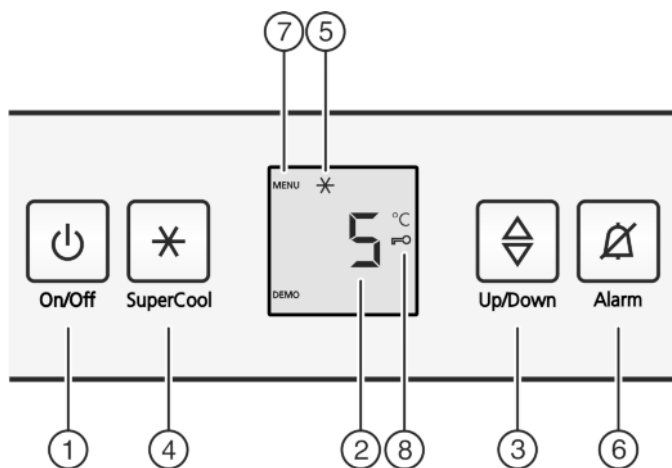 7 5
MENU
5 °C
DEMO
On/Off SuperCool Up/Down Alarm
1 4 2 8 3 6